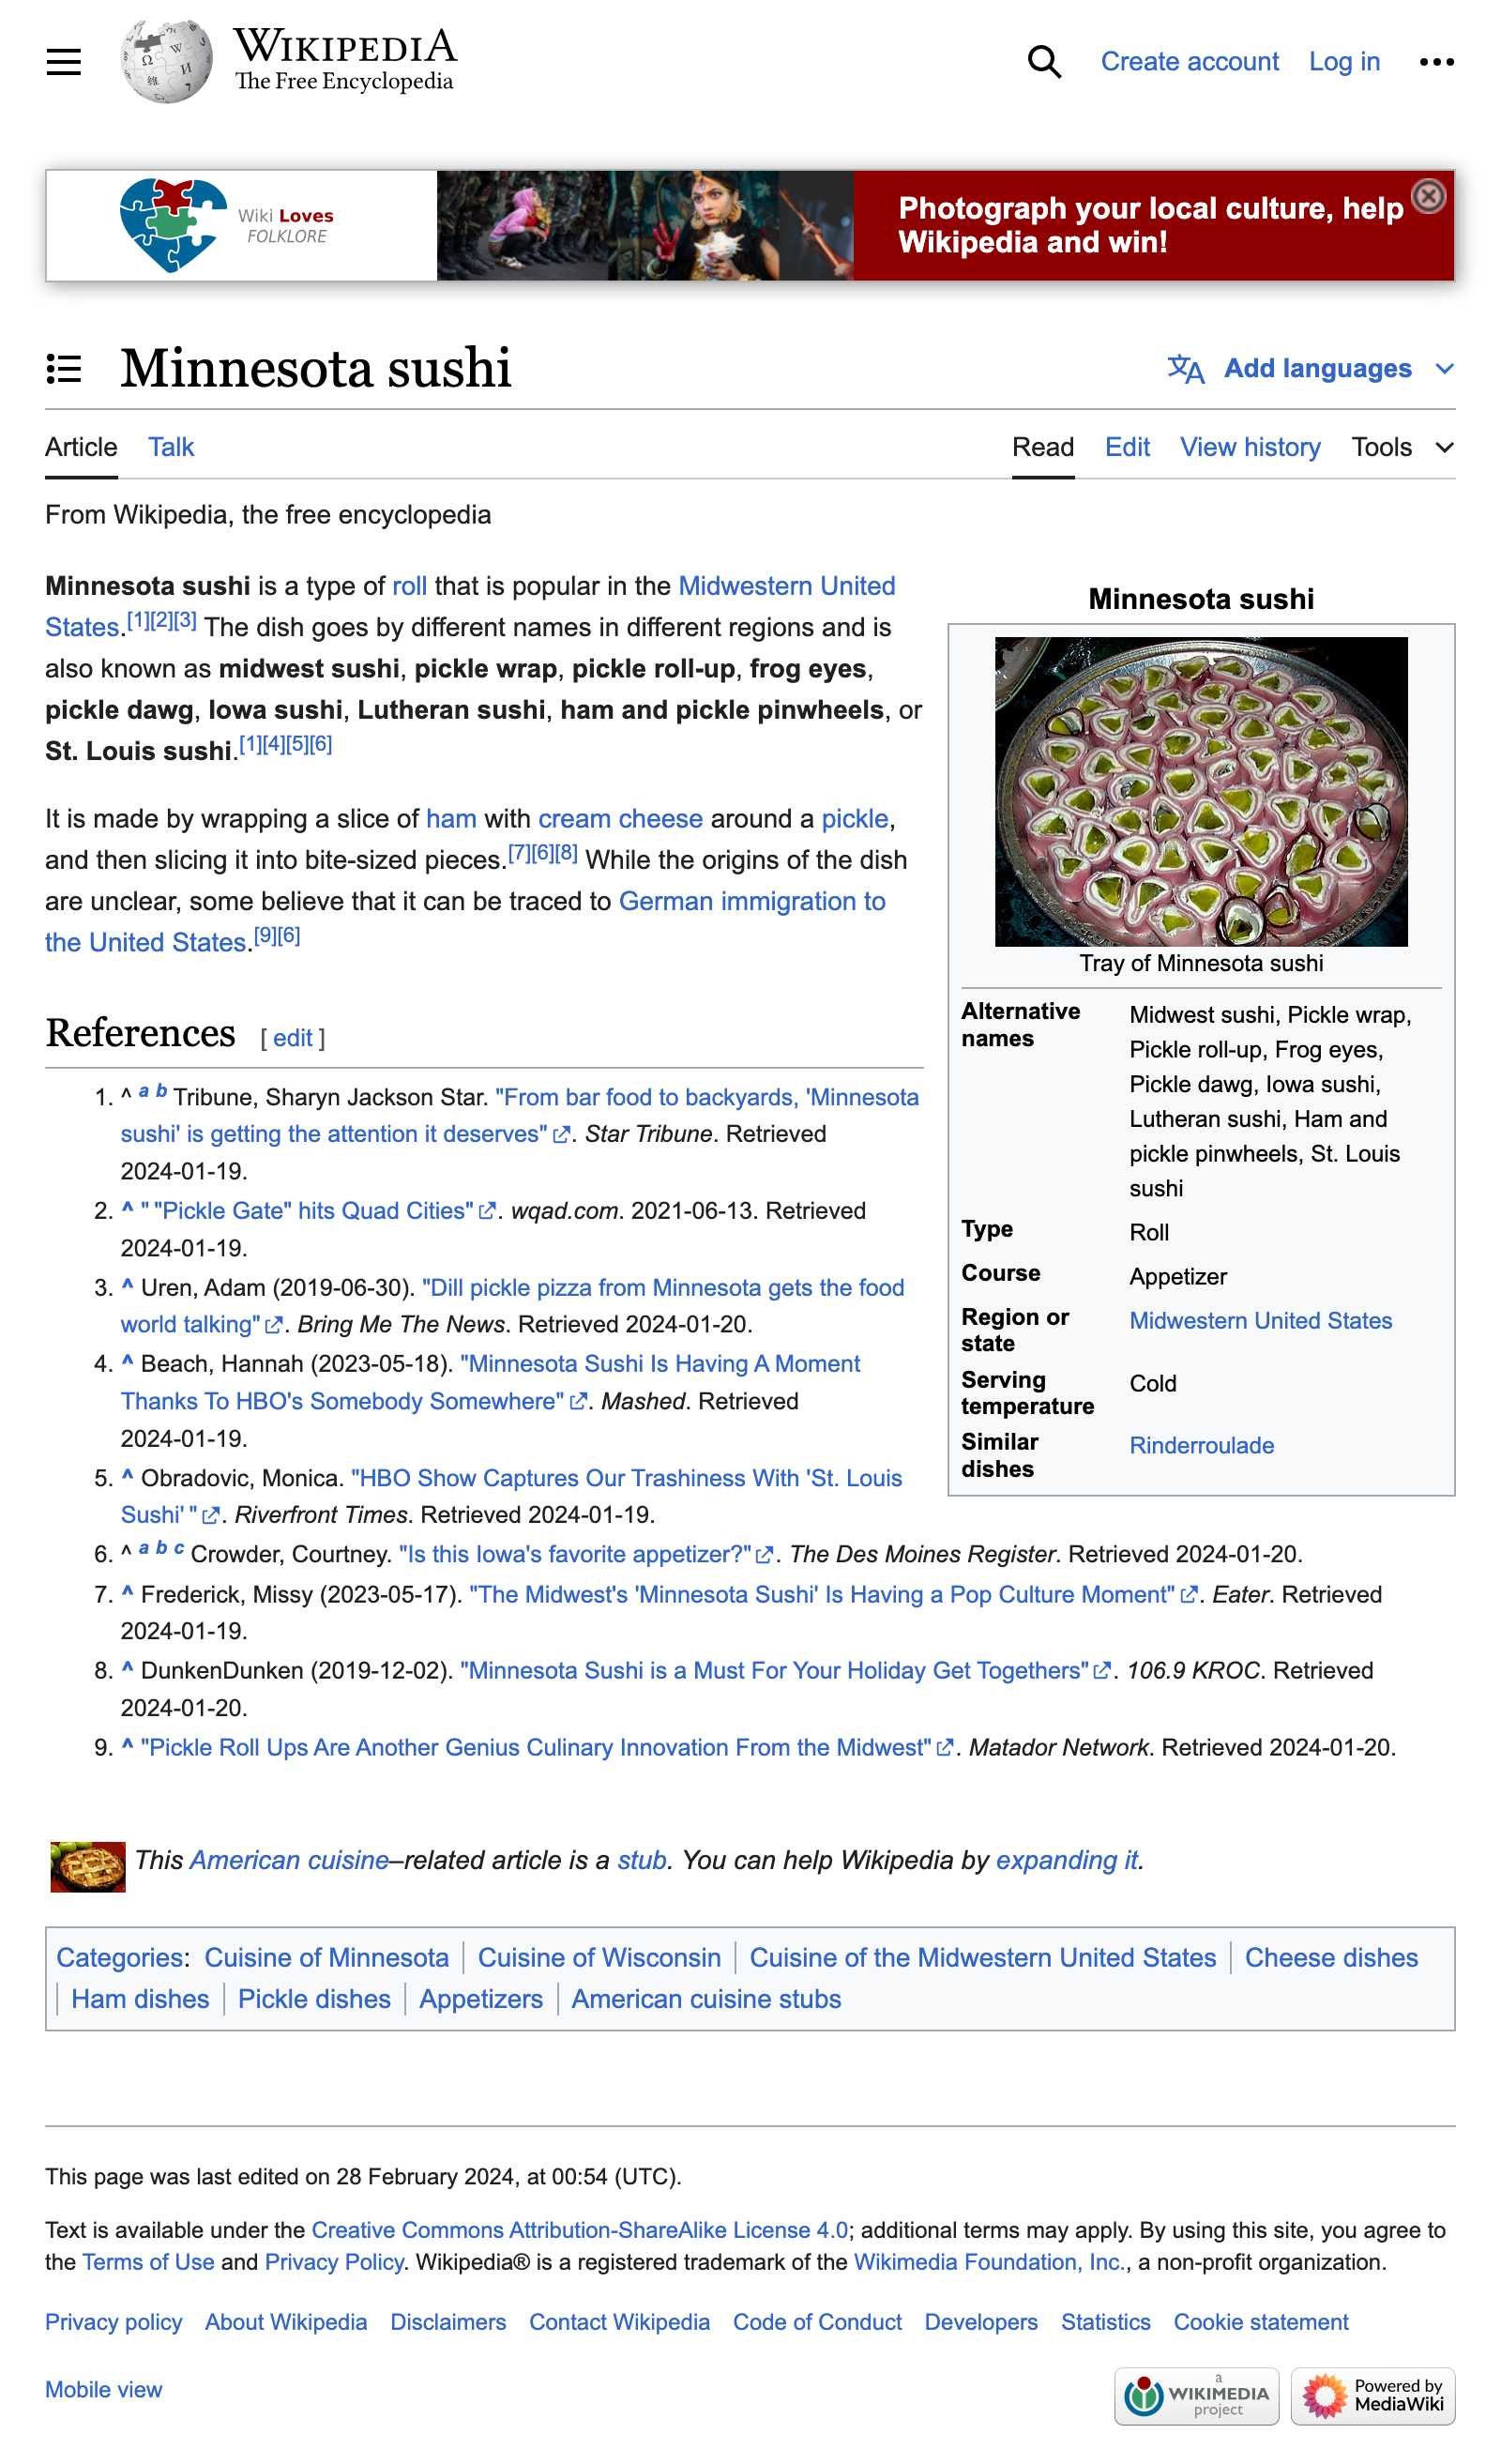 WIKIPEDIA
The Free Encyclopedia
Create account
Log in
Wiki Loves
FOLKLORE
Photograph your local culture, help
Wikipedia and win!
Minnesota sushi
Add languages
Article
Talk
Read
Edit
View history
Tools
From Wikipedia, the free encyclopedia
Minnesota sushi is a type of roll that is popular in the Midwestern United
States.[1][2][3] The dish goes by different names in different regions and is
also known as midwest sushi, pickle wrap, pickle roll-up, frog eyes,
pickle dawg, Iowa sushi, Lutheran sushi, ham and pickle pinwheels, or
St. Louis sushi.[1][4][5][6]
It is made by wrapping a slice of ham with cream cheese around a pickle,
and then slicing it into bite-sized pieces.[7][6][8] While the origins of the dish
are unclear, some believe that it can be traced to German immigration to
the United States.[9][6]
Minnesota sushi
Tray of Minnesota sushi
Alternative names
Midwest sushi, Pickle wrap,
Pickle roll-up, Frog eyes,
Pickle dawg, Iowa sushi,
Lutheran sushi, Ham and
pickle pinwheels, St. Louis
sushi
Type
Roll
Course
Appetizer
Region or state
Midwestern United States
Serving temperature
Cold
Similar dishes
Rinderroulade
References [ edit ]
1. ^ a b Tribune, Sharyn Jackson Star. "From bar food to backyards, 'Minnesota
sushi' is getting the attention it deserves". Star Tribune. Retrieved
2024-01-19.
2. ^ " "Pickle Gate" hits Quad Cities". wqad.com. 2021-06-13. Retrieved
2024-01-19.
3. ^ Uren, Adam (2019-06-30). "Dill pickle pizza from Minnesota gets the food
world talking". Bring Me The News. Retrieved 2024-01-20.
4. ^ Beach, Hannah (2023-05-18). "Minnesota Sushi Is Having A Moment
Thanks To HBO's Somebody Somewhere". Mashed. Retrieved
2024-01-19.
5. ^ Obradovic, Monica. "HBO Show Captures Our Trashiness With 'St. Louis
Sushi' ". Riverfront Times. Retrieved 2024-01-19.
6. ^ a b c Crowder, Courtney. "Is this Iowa's favorite appetizer?". The Des Moines Register. Retrieved 2024-01-20.
7. ^ Frederick, Missy (2023-05-17). "The Midwest's 'Minnesota Sushi' Is Having a Pop Culture Moment". Eater. Retrieved
2024-01-19.
8. ^ DunkenDunken (2019-12-02). "Minnesota Sushi is a Must For Your Holiday Get Togethers". 106.9 KROC. Retrieved
2024-01-20.
9. ^ "Pickle Roll Ups Are Another Genius Culinary Innovation From the Midwest". Matador Network. Retrieved 2024-01-20.
This American cuisine–related article is a stub. You can help Wikipedia by expanding it.
Categories: Cuisine of Minnesota | Cuisine of Wisconsin | Cuisine of the Midwestern United States | Cheese dishes
| Ham dishes | Pickle dishes | Appetizers | American cuisine stubs
This page was last edited on 28 February 2024, at 00:54 (UTC).
Text is available under the Creative Commons Attribution-ShareAlike License 4.0; additional terms may apply. By using this site, you agree to
the Terms of Use and Privacy Policy. Wikipedia® is a registered trademark of the Wikimedia Foundation, Inc., a non-profit organization.
Privacy policy
About Wikipedia
Disclaimers
Contact Wikipedia
Code of Conduct
Developers
Statistics
Cookie statement
Mobile view
a
WIKIMEDIA
project
Powered by
MediaWiki